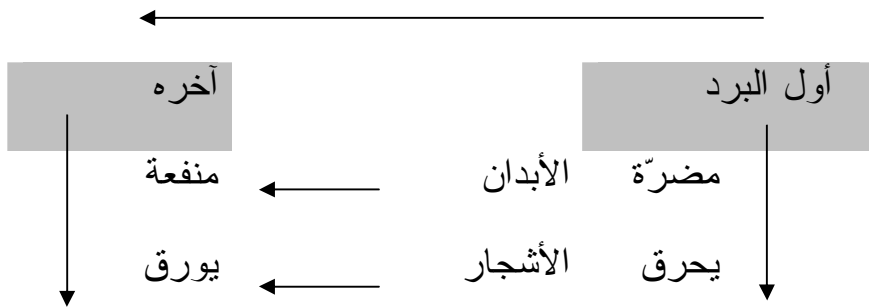 أول البرد آخره
مضرّة الأبدان منفعة
يحرق الأشجار يورق